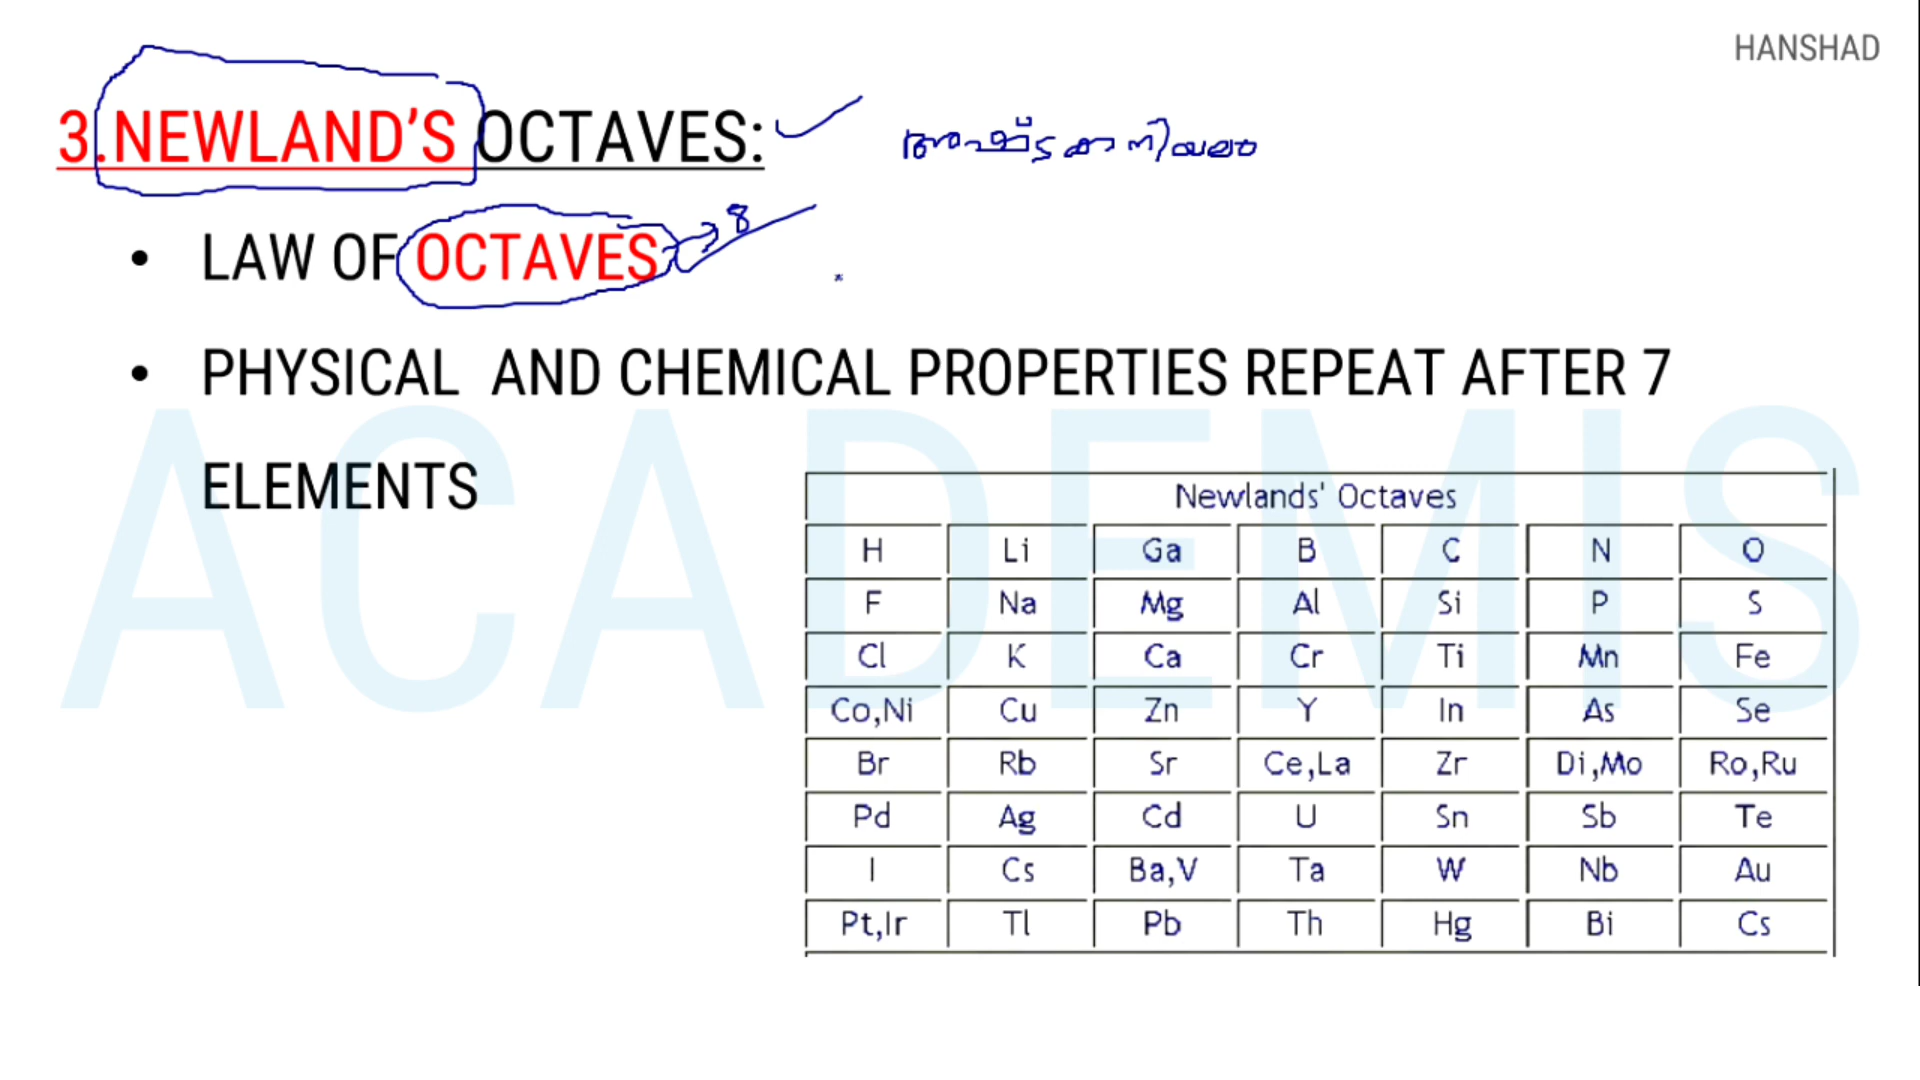 HANSHAD
3.NEWLAND’S OCTAVES:
അഷ്ടക നിയമം
• LAW OF OCTAVES
8
• PHYSICAL AND CHEMICAL PROPERTIES REPEAT AFTER 7
ELEMENTS
ACADEMIS
Newlands' Octaves
H Li Ga B C N O
F Na Mg Al Si P S
Cl K Ca Cr Ti Mn Fe
Co,Ni Cu Zn Y In As Se
Br Rb Sr Ce,La Zr Di,Mo Ro,Ru
Pd Ag Cd U Sn Sb Te
I Cs Ba,V Ta W Nb Au
Pt,Ir Tl Pb Th Hg Bi Cs